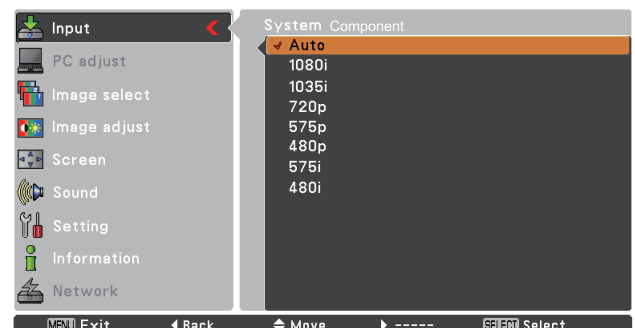 Input
PC adjust
Image select
Image adjust
Screen
Sound
Setting
Information
Network
System Component
Auto
1080i
1035i
720p
575p
480p
575i
480i
MENU Exit Back Move ----- SELECT Select